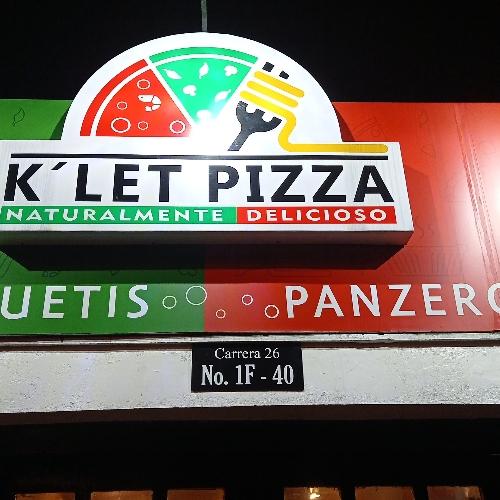 K´LET PIZZA
NATURALMENTE DELICIOSO
UETIS PANZERO
Carrera 26
No. 1F - 40